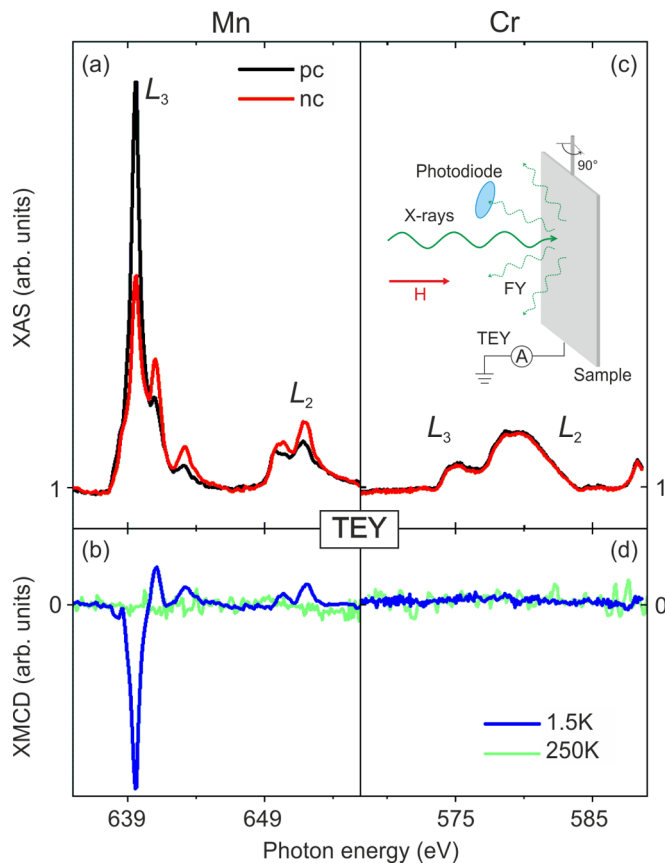 Mn
Cr
(a)
pc
nc
L3
L2
XAS (arb. units)
1
(c)
90°
Photodiode
X-rays
H
FY
TEY
A
Sample
L3
L2
1
TEY
(b)
XMCD (arb. units)
0
(d)
0
1.5K
250K
639
649
575
585
Photon energy (eV)